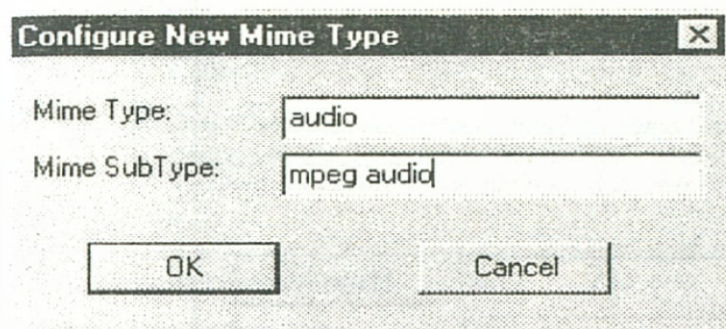 Configure New Mime Type
Mime Type: audio
Mime SubType: mpeg audio
OK Cancel